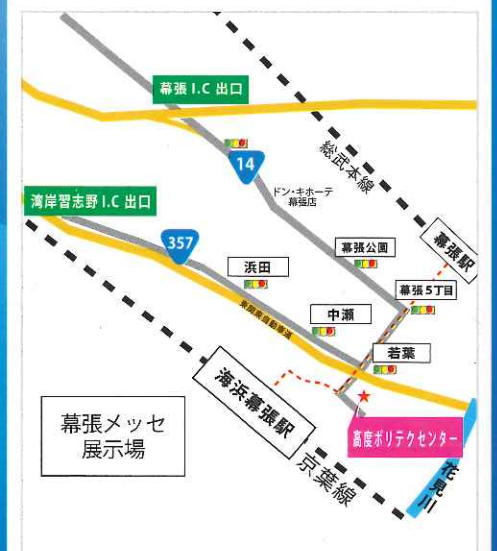 幕張 I.C 出口
総武本線
14
ドン・キホーテ
幕張店
湾岸習志野 I.C 出口
幕張駅
357
幕張公園
浜田
幕張5丁目
中瀬
東関東自動車道
若葉
海浜幕張駅
幕張メッセ
展示場
高度ポリテクセンター
花見川
京葉線